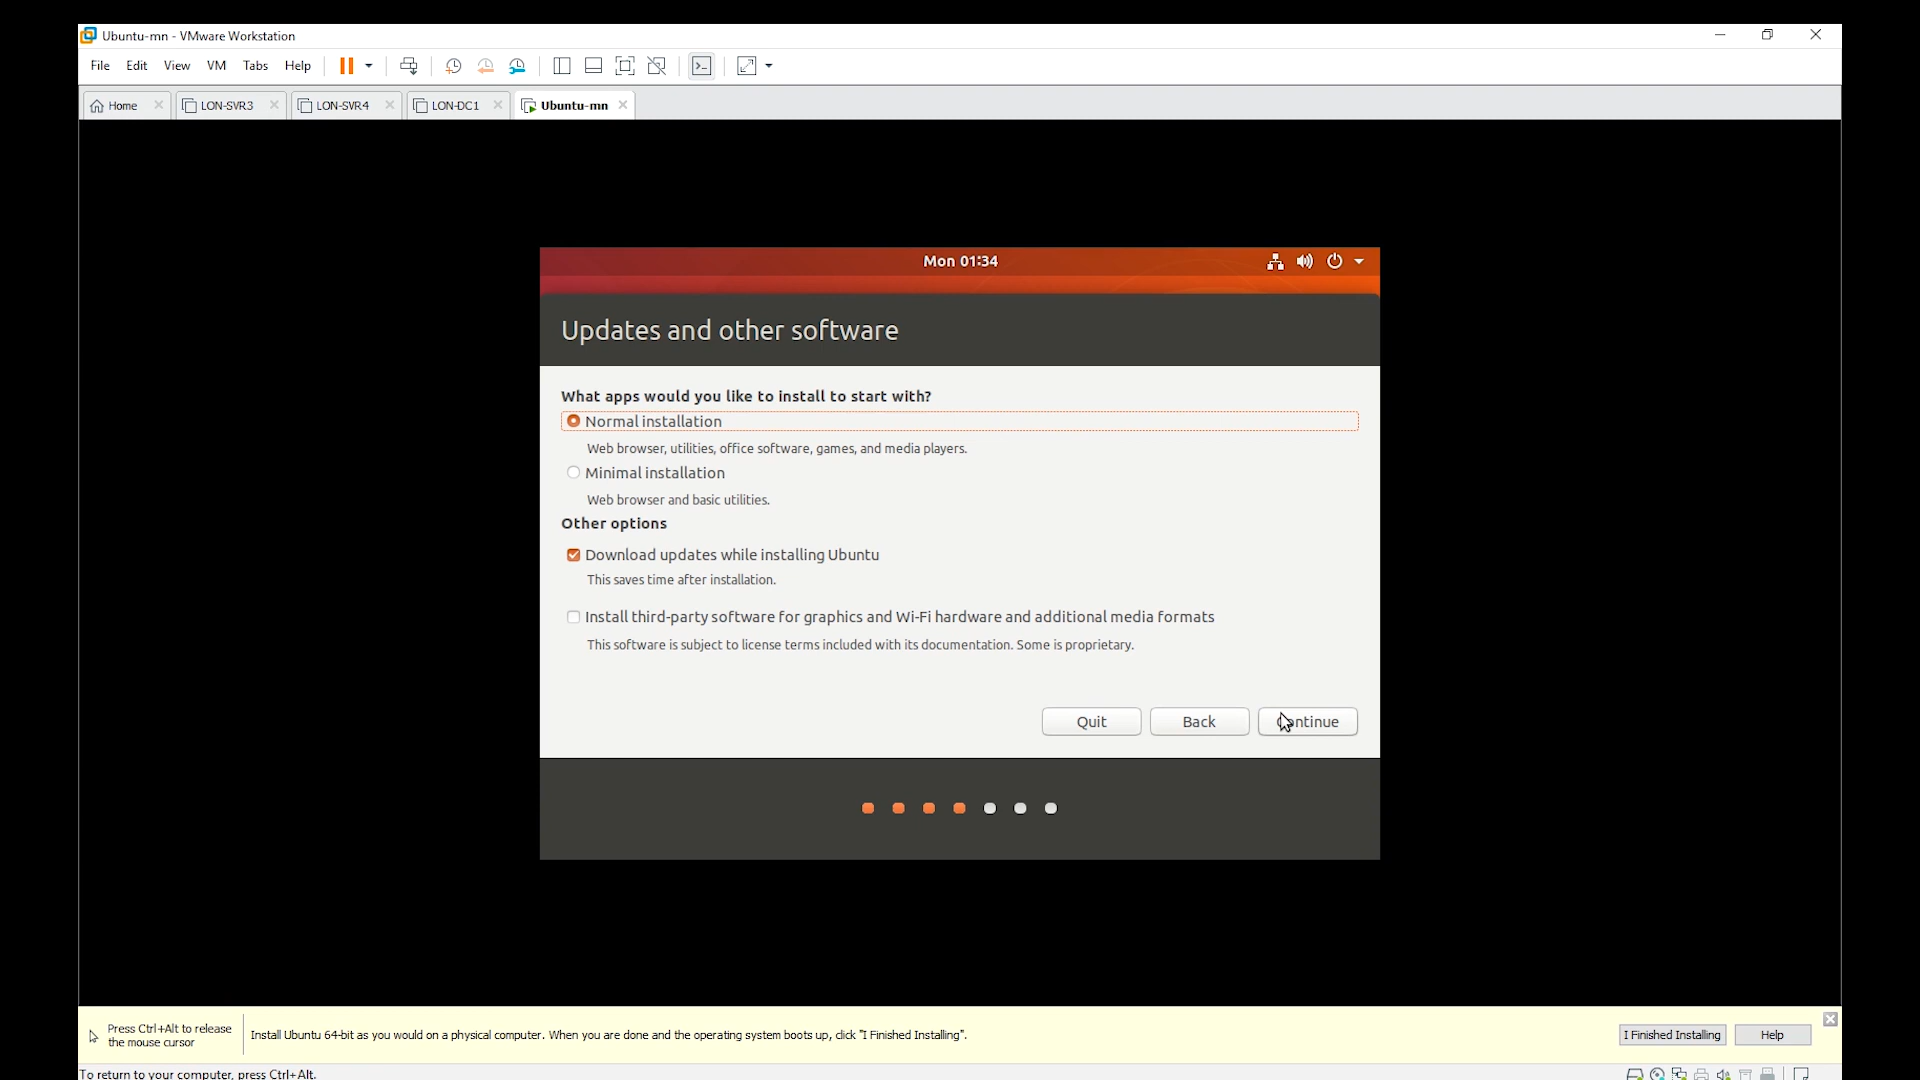 Ubuntu-mn - VMware Workstation
File Edit View VM Tabs Help
Home LON-SVR3 LON-SVR4 LON-DC1 Ubuntu-mn
Mon 01:34
Updates and other software
What apps would you like to install to start with?
Normal installation
Web browser, utilities, office software, games, and media players.
Minimal installation
Web browser and basic utilities.
Other options
Download updates while installing Ubuntu
This saves time after installation.
Install third-party software for graphics and Wi-Fi hardware and additional media formats
This software is subject to license terms included with its documentation. Some is proprietary.
Quit Back Continue
Press Ctrl+Alt to release
the mouse cursor
Install Ubuntu 64-bit as you would on a physical computer. When you are done and the operating system boots up, click "I Finished Installing".
I Finished Installing Help
To return to your computer, press Ctrl+Alt.